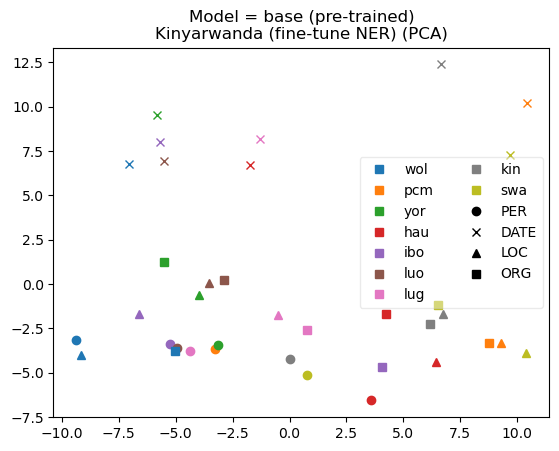 Model = base (pre-trained)
Kinyarwanda (fine-tune NER) (PCA)
12.5
10.0
7.5
5.0
2.5
0.0
−2.5
−5.0
−7.5
wol
pcm
yor
hau
ibo
luo
lug
kin
swa
PER
DATE
LOC
ORG
−10.0 −7.5 −5.0 −2.5 0.0 2.5 5.0 7.5 10.0